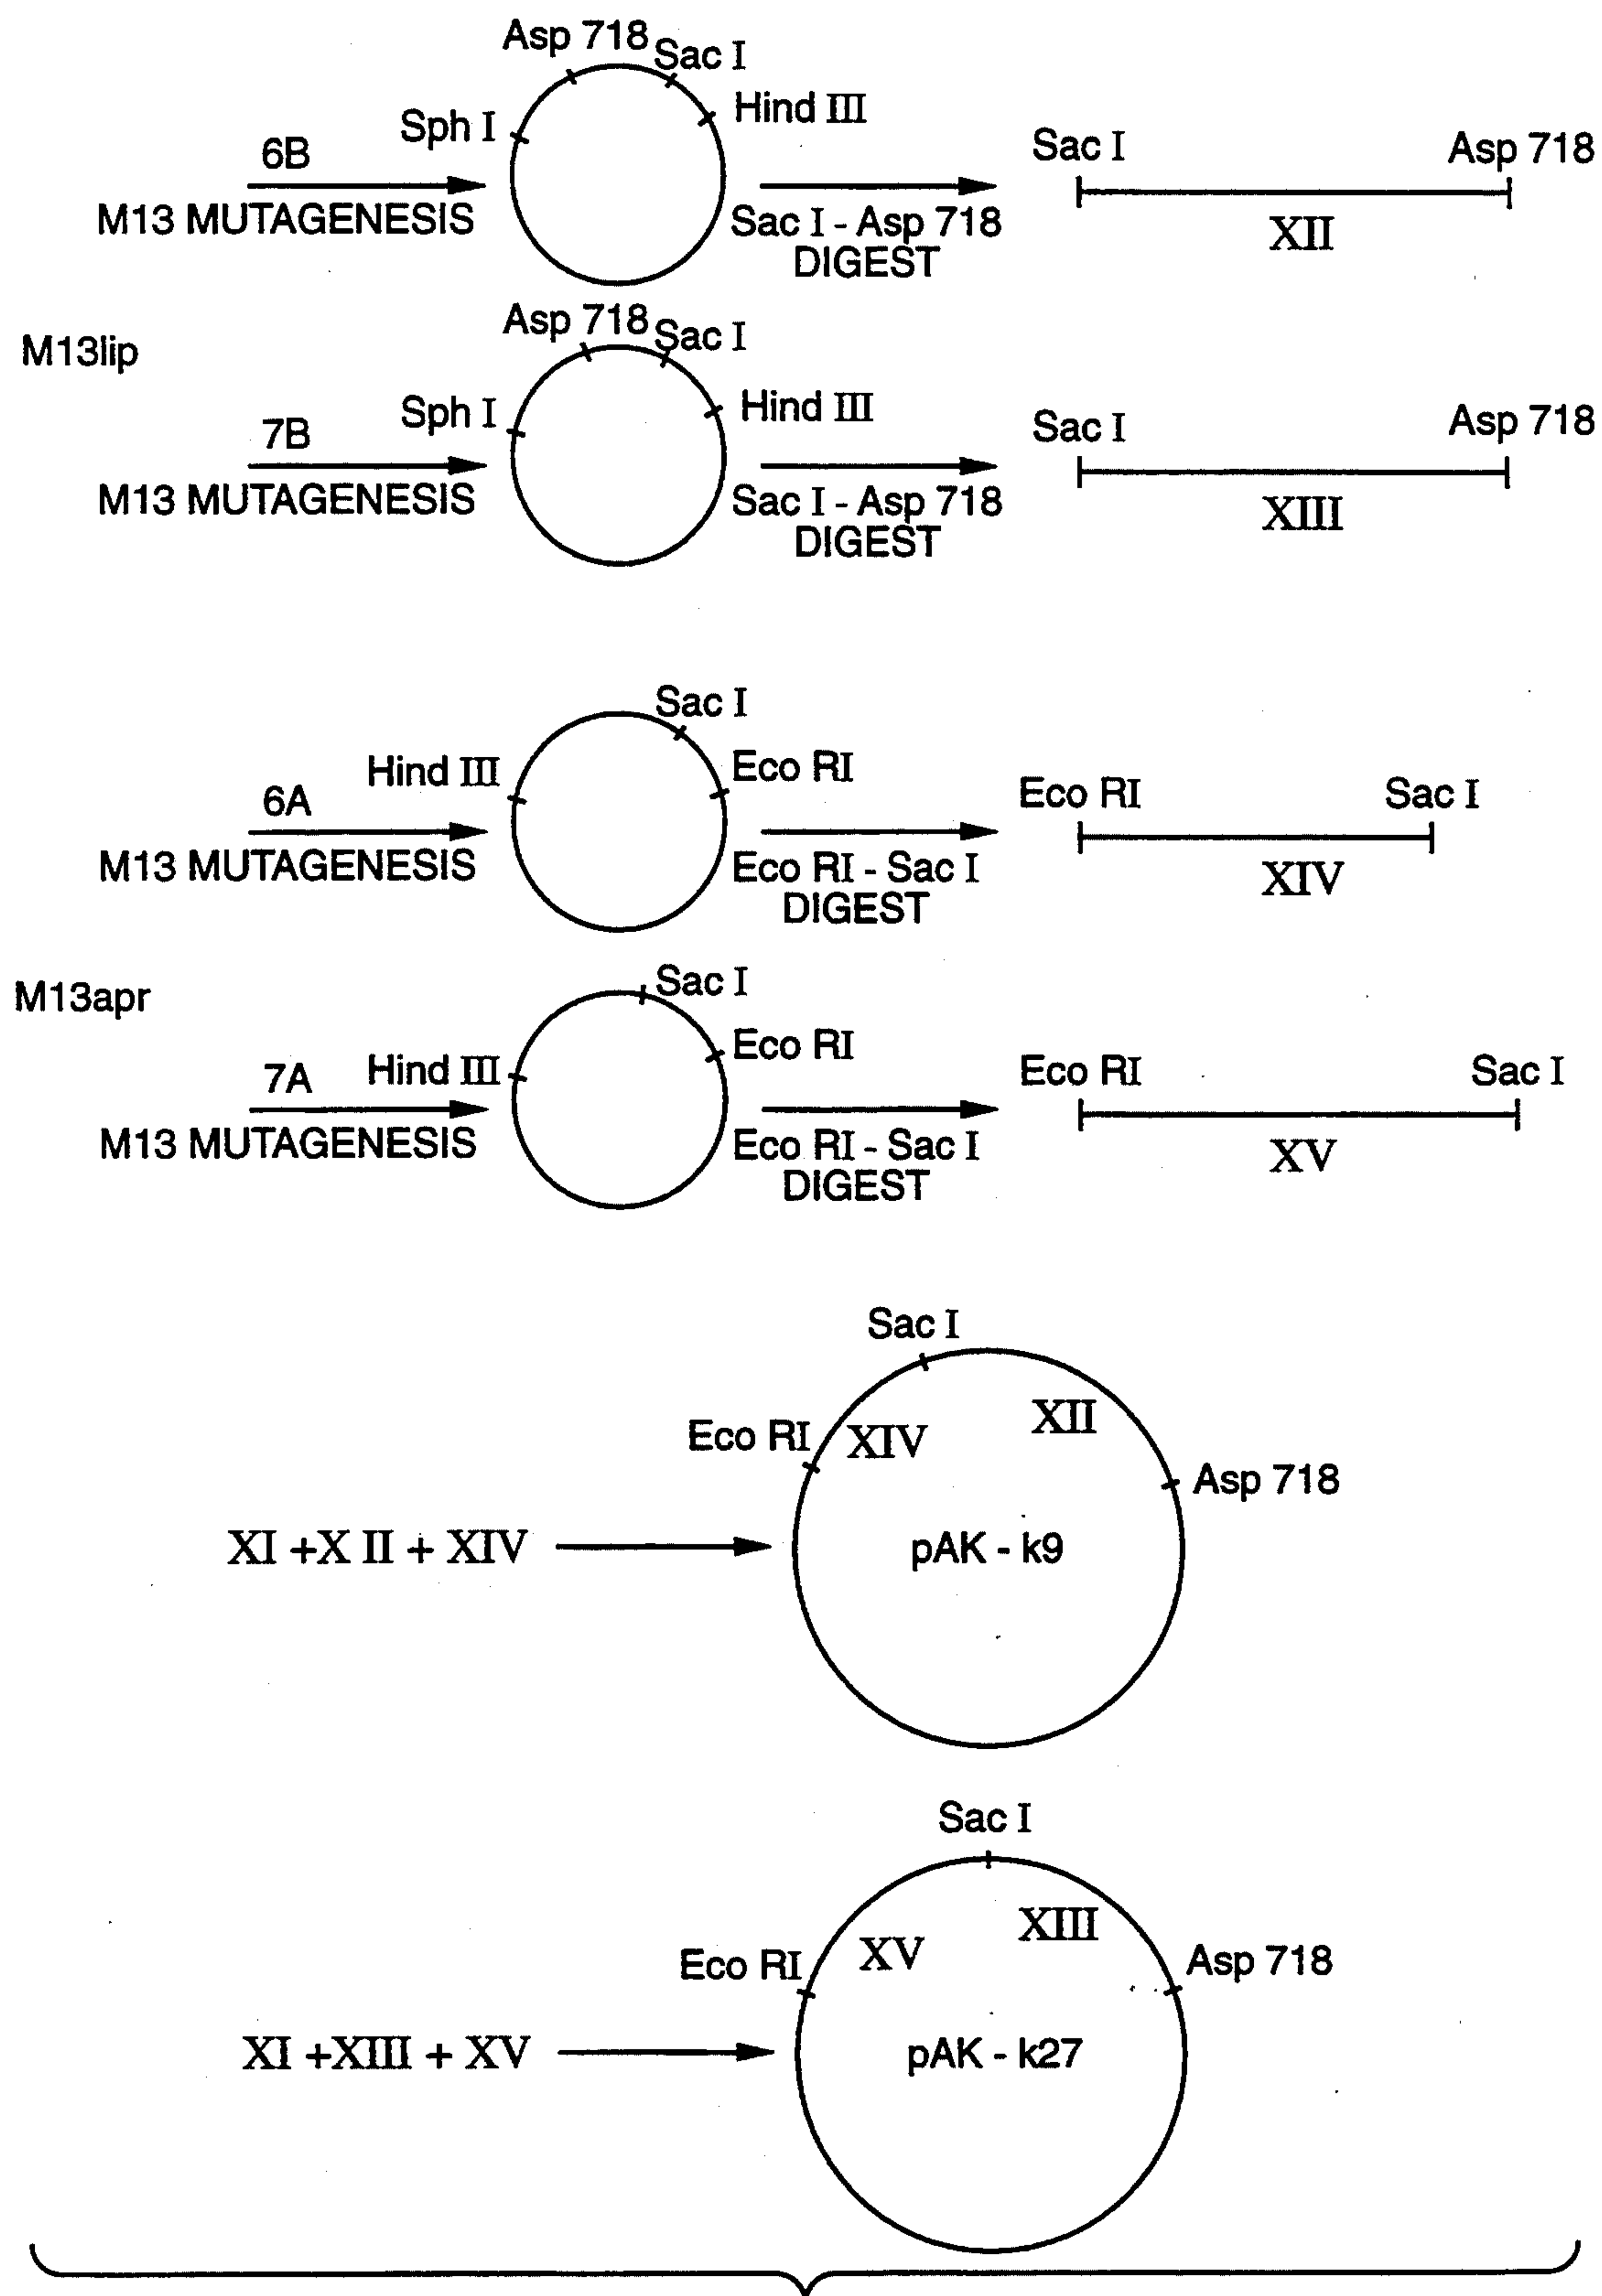 Asp 718 Sac I
Sph I
Hind III
6B
M13 MUTAGENESIS
Sac I - Asp 718
DIGEST
Sac I
Asp 718
XII
M13lip
Asp 718 Sac I
Sph I
Hind III
7B
M13 MUTAGENESIS
Sac I - Asp 718
DIGEST
Sac I
Asp 718
XIII
Sac I
Hind III
Eco RI
6A
M13 MUTAGENESIS
Eco RI - Sac I
DIGEST
Eco RI
Sac I
XIV
M13apr
Sac I
Hind III
Eco RI
7A
M13 MUTAGENESIS
Eco RI - Sac I
DIGEST
Eco RI
Sac I
XV
Sac I
Eco RI
XIV
XII
Asp 718
XI +X II + XIV
pAK - k9
Sac I
Eco RI
XV
XIII
Asp 718
XI +XIII + XV
pAK - k27